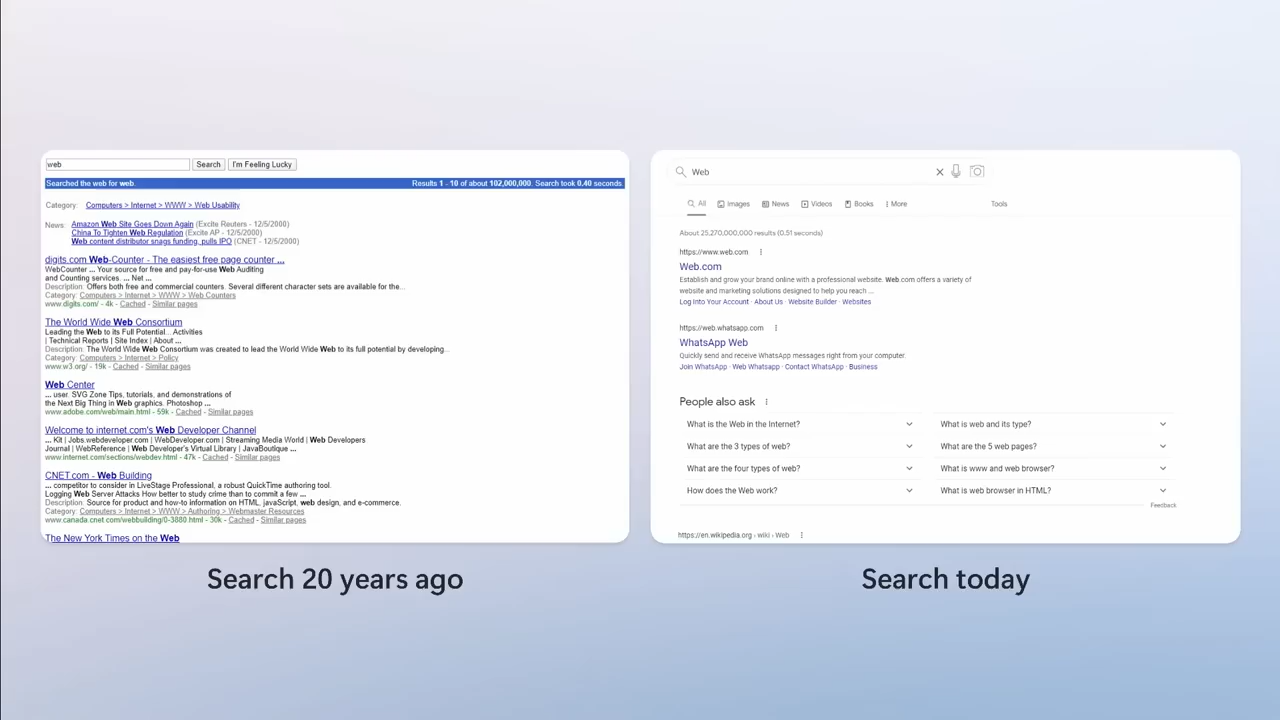 web Search I'm Feeling Lucky
Searched the web for web. Results 1 - 10 of about 102,000,000. Search took 0.40 seconds.
Category: Computers > Internet > WWW > Web Usability
News: Amazon Web Site Goes Down Again (Excite Reuters - 12/5/2000)
China To Tighten Web Regulation (Excite AP - 12/5/2000)
Web content distributor snags funding, pulls IPO (CNET - 12/5/2000)
digits.com Web-Counter - The easiest free page counter ...
WebCounter ... Your source for free and pay-for-use Web Auditing
and Counting services. ... Net ...
Description: Offers both free and commercial counters. Several different character sets are available for the...
Category: Computers > Internet > WWW > Web Counters
www.digits.com/ - 4k - Cached - Similar pages
The World Wide Web Consortium
Leading the Web to its Full Potential... Activities
| Technical Reports | Site Index | About ...
Description: The World Wide Web Consortium was created to lead the World Wide Web to its full potential by developing...
Category: Computers > Internet > Policy
www.w3.org/ - 19k - Cached - Similar pages
Web Center
... user. SVG Zone Tips, tutorials, and demonstrations of
the Next Big Thing in Web graphics. Photoshop ...
www.adobe.com/web/main.html - 59k - Cached - Similar pages
Welcome to internet.com's Web Developer Channel
... Kit | Jobs.webdeveloper.com | WebDeveloper.com | Streaming Media World | Web Developers
Journal | WebReference | Web Developer's Virtual Library | JavaBoutique ...
www.internet.com/sections/webdev.html - 47k - Cached - Similar pages
CNET.com - Web Building
... competitor to consider in LiveStage Professional, a robust QuickTime authoring tool.
Logging Web Server Attacks How better to study crime than to commit a few ...
Description: Source for product and how-to information on HTML, javaScript, web design, and e-commerce.
Category: Computers > Internet > WWW > Authoring > Webmaster Resources
www.canada.cnet.com/webbuilding/0-3880.html - 30k - Cached - Similar pages
The New York Times on the Web
Search 20 years ago
Web
All Images News Videos Books More Tools
About 25,270,000,000 results (0.51 seconds)
https://www.web.com
Web.com
Establish and grow your brand online with a professional website. Web.com offers a variety of
website and marketing solutions designed to help you reach ...
Log Into Your Account · About Us · Website Builder · Websites
https://web.whatsapp.com
WhatsApp Web
Quickly send and receive WhatsApp messages right from your computer.
Join WhatsApp · Web Whatsapp · Contact WhatsApp · Business
People also ask
What is the Web in the Internet? What is web and its type?
What are the 3 types of web? What are the 5 web pages?
What are the four types of web? What is www and web browser?
How does the Web work? What is web browser in HTML?
Feedback
https://en.wikipedia.org › wiki › Web
Search today